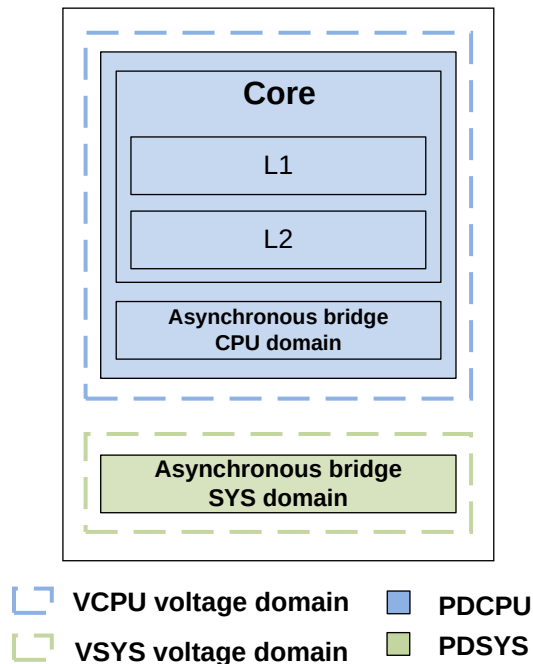 Core
L1
L2
Asynchronous bridge
CPU domain
Asynchronous bridge
SYS domain
VCPU voltage domain
PDCPU
VSYS voltage domain
PDSYS